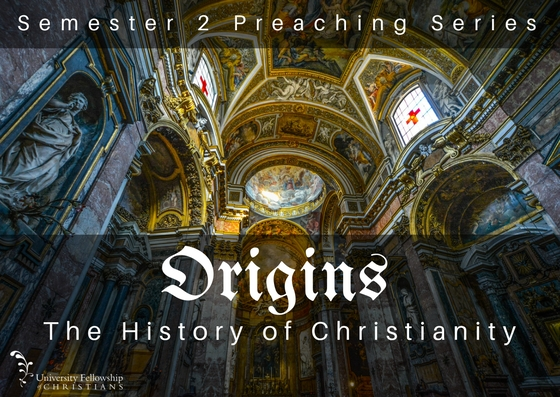 Semester 2 Preaching Series
Origins
The History of Christianity
University Fellowship
CHRISTIANS